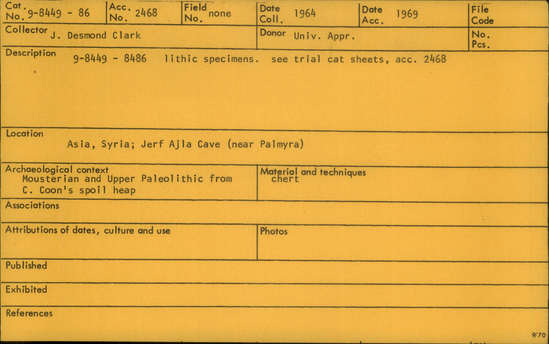 Cat. No. 9-8449 - 86 Acc. No. 2468 Field No. none Date Coll. 1964 Date Acc. 1969 File Code
Collector J. Desmond Clark Donor Univ. Appr. No. Pcs.
Description 9-8449 - 8486 lithic specimens. see trial cat sheets, acc. 2468
Location
Asia, Syria; Jerf Ajla Cave (near Palmyra)
Archaeological context Material and techniques
Mousterian and Upper Paleolithic from chert
C. Coon's spoil heap
Associations
Attributions of dates, culture and use Photos
Published
Exhibited
References
9/70